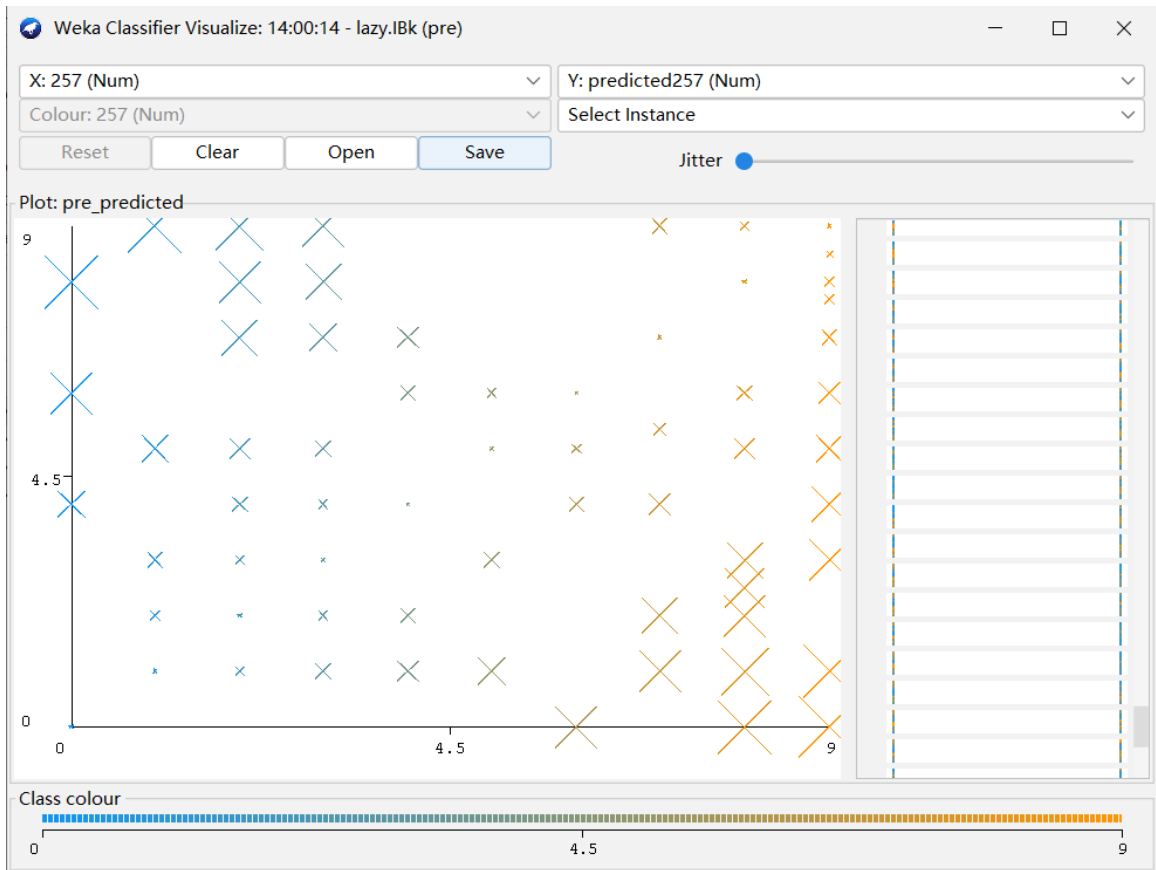 Weka Classifier Visualize: 14:00:14 - lazy.IBk (pre)
X: 257 (Num)
Y: predicted257 (Num)
Colour: 257 (Num)
Select Instance
Reset
Clear
Open
Save
Jitter
Plot: pre_predicted
9
4.5
0
0
4.5
9
Class colour
0
4.5
9